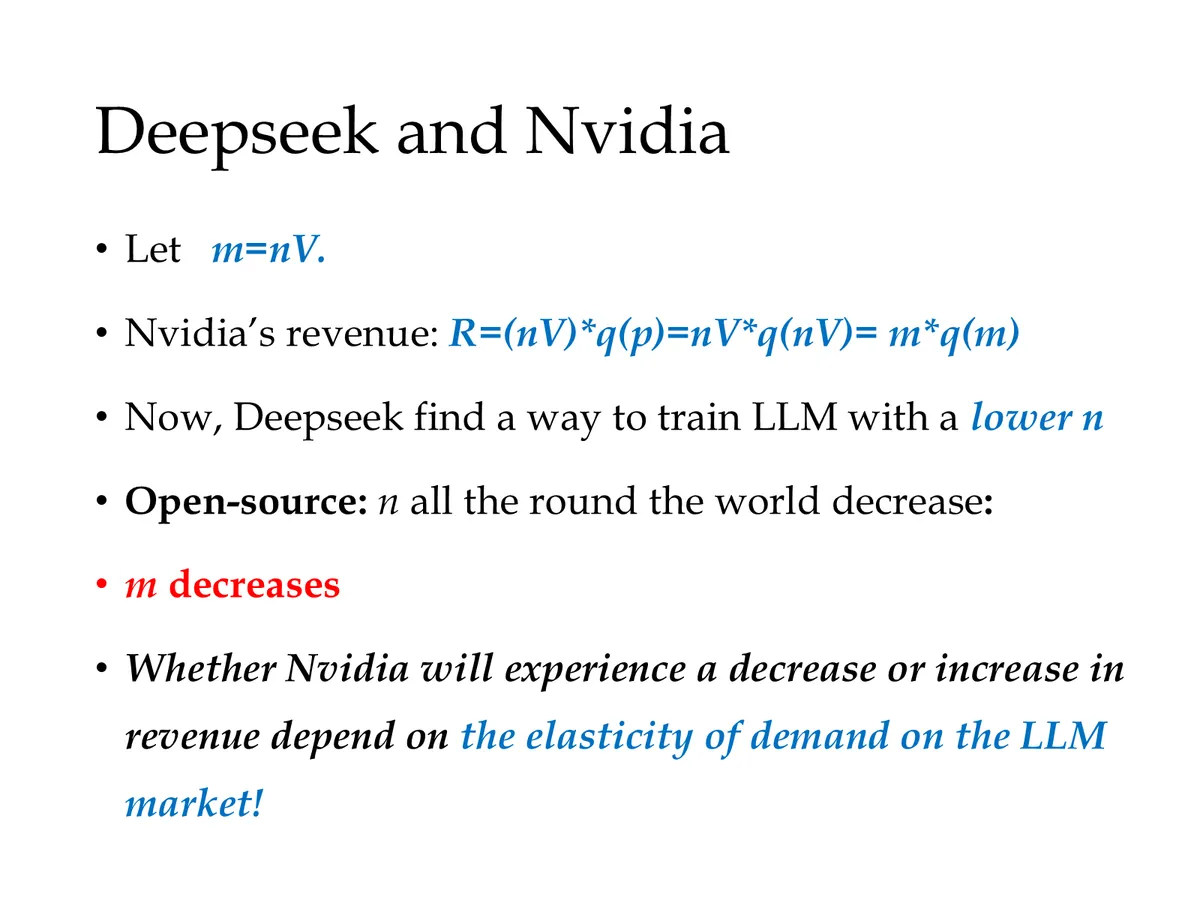 Deepseek and Nvidia
• Let m=nV.
• Nvidia’s revenue: R=(nV)*q(p)=nV*q(nV)= m*q(m)
• Now, Deepseek find a way to train LLM with a lower n
• Open-source: n all the round the world decrease:
• m decreases
• Whether Nvidia will experience a decrease or increase in
revenue depend on the elasticity of demand on the LLM
market!